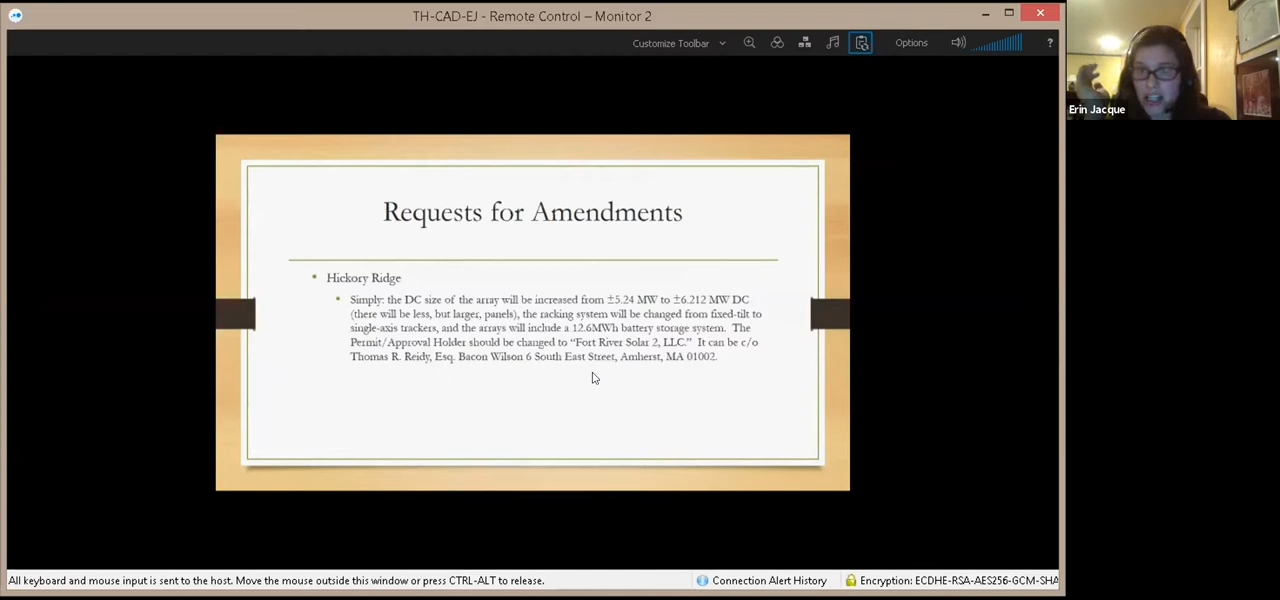 TH-CAD-EJ - Remote Control – Monitor 2
Customize Toolbar
Options
?
Erin Jacque
Requests for Amendments
• Hickory Ridge
• Simply: the DC size of the array will be increased from ±5.24 MW to ±6.212 MW DC
(there will be less, but larger, panels), the racking system will be changed from fixed-tilt to
single-axis trackers, and the arrays will include a 12.6MWh battery storage system. The
Permit/Approval Holder should be changed to “Fort River Solar 2, LLC.” It can be c/o
Thomas R. Reidy, Esq. Bacon Wilson 6 South East Street, Amherst, MA 01002.
All keyboard and mouse input is sent to the host. Move the mouse outside this window or press CTRL-ALT to release.
Connection Alert History
Encryption: ECDHE-RSA-AES256-GCM-SHA